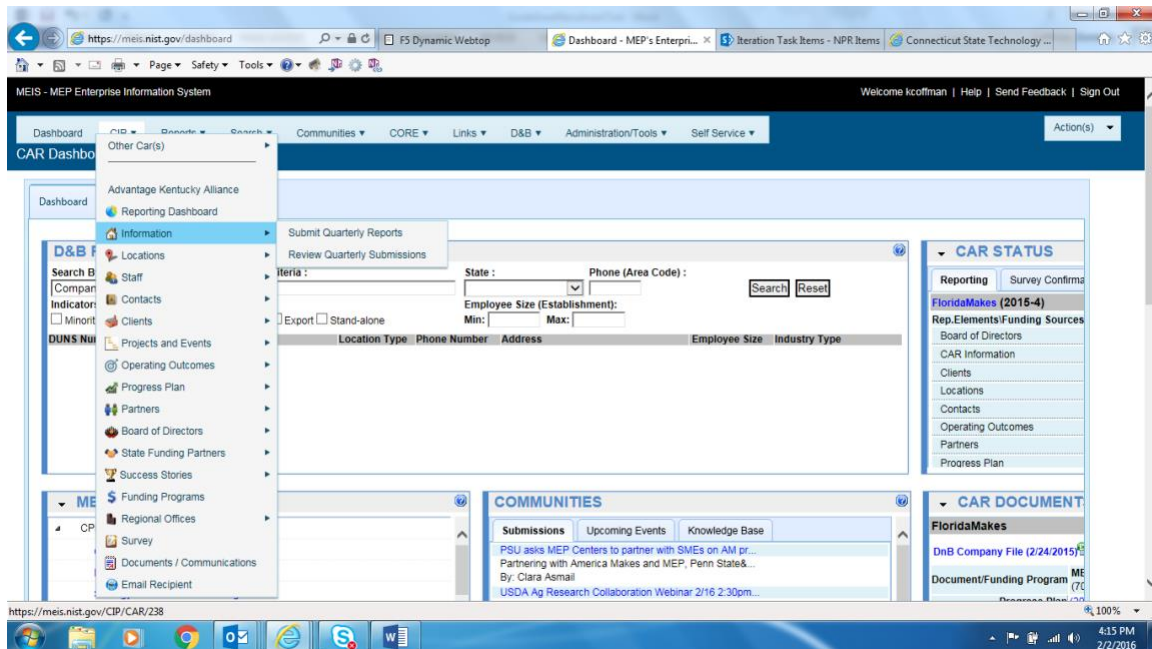 https://meis.nist.gov/dashboard
F5 Dynamic Webtop
Dashboard - MEP's Enterpri...
Iteration Task Items - NPR Items
Connecticut State Technology ...
Page Safety Tools
MEIS - MEP Enterprise Information System
Welcome kcoffman | Help | Send Feedback | Sign Out
Dashboard CIP Reports Search Communities CORE Links D&B Administration/Tools Self Service
Action(s)
CAR Dashbo
Other Car(s)
Advantage Kentucky Alliance
Reporting Dashboard
Information
Locations
Staff
Contacts
Clients
Projects and Events
Operating Outcomes
Progress Plan
Partners
Board of Directors
State Funding Partners
Success Stories
Funding Programs
Regional Offices
Survey
Documents / Communications
Email Recipient
Submit Quarterly Reports
Review Quarterly Submissions
Dashboard
D&B
Search B
iteria : State : Phone (Area Code) :
Compan
Search Reset
Indicator
Employee Size (Establishment):
Minorit
Export Stand-alone Min: Max:
DUNS Nu
Location Type Phone Number Address Employee Size Industry Type
CAR STATUS
Reporting Survey Confirma
FloridaMakes (2015-4)
Rep.Elements\Funding Sources
Board of Directors
CAR Information
Clients
Locations
Contacts
Operating Outcomes
Partners
Progress Plan
ME
CP
COMMUNITIES
Submissions Upcoming Events Knowledge Base
PSU asks MEP Centers to partner with SMEs on AM pr...
Partnering with America Makes and MEP, Penn State&...
By: Clara Asmail
USDA Ag Research Collaboration Webinar 2/16 2:30pm...
CAR DOCUMENT
FloridaMakes
DnB Company File (2/24/2015)
Document/Funding Program ME
(70
Progress Plan
https://meis.nist.gov/CIP/CAR/238
100%
4:15 PM
2/2/2016